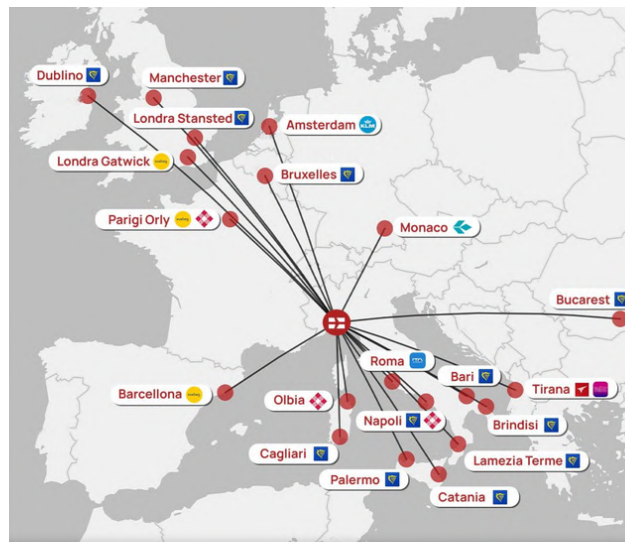 Dublino
Manchester
Londra Stansted
Amsterdam
KLM
Londra Gatwick
Bruxelles
Parigi Orly
Monaco
Bucarest
Roma
Bari
Tirana
Barcellona
Olbia
Napoli
Brindisi
Cagliari
Lamezia Terme
Palermo
Catania